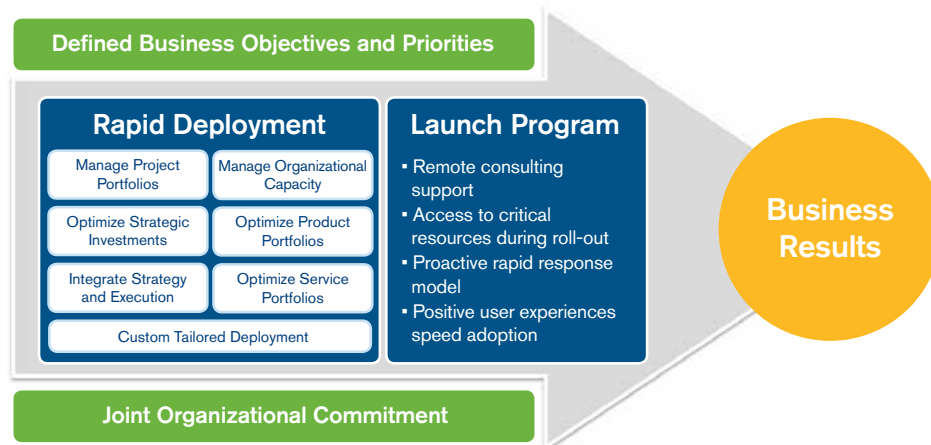 Defined Business Objectives and Priorities
Rapid Deployment
Manage Project
Portfolios
Manage Organizational
Capacity
Optimize Strategic
Investments
Optimize Product
Portfolios
Integrate Strategy
and Execution
Optimize Service
Portfolios
Custom Tailored Deployment
Launch Program
▪ Remote consulting
support
▪ Access to critical
resources during roll-out
▪ Proactive rapid response
model
▪ Positive user experiences
speed adoption
Business
Results
Joint Organizational Commitment